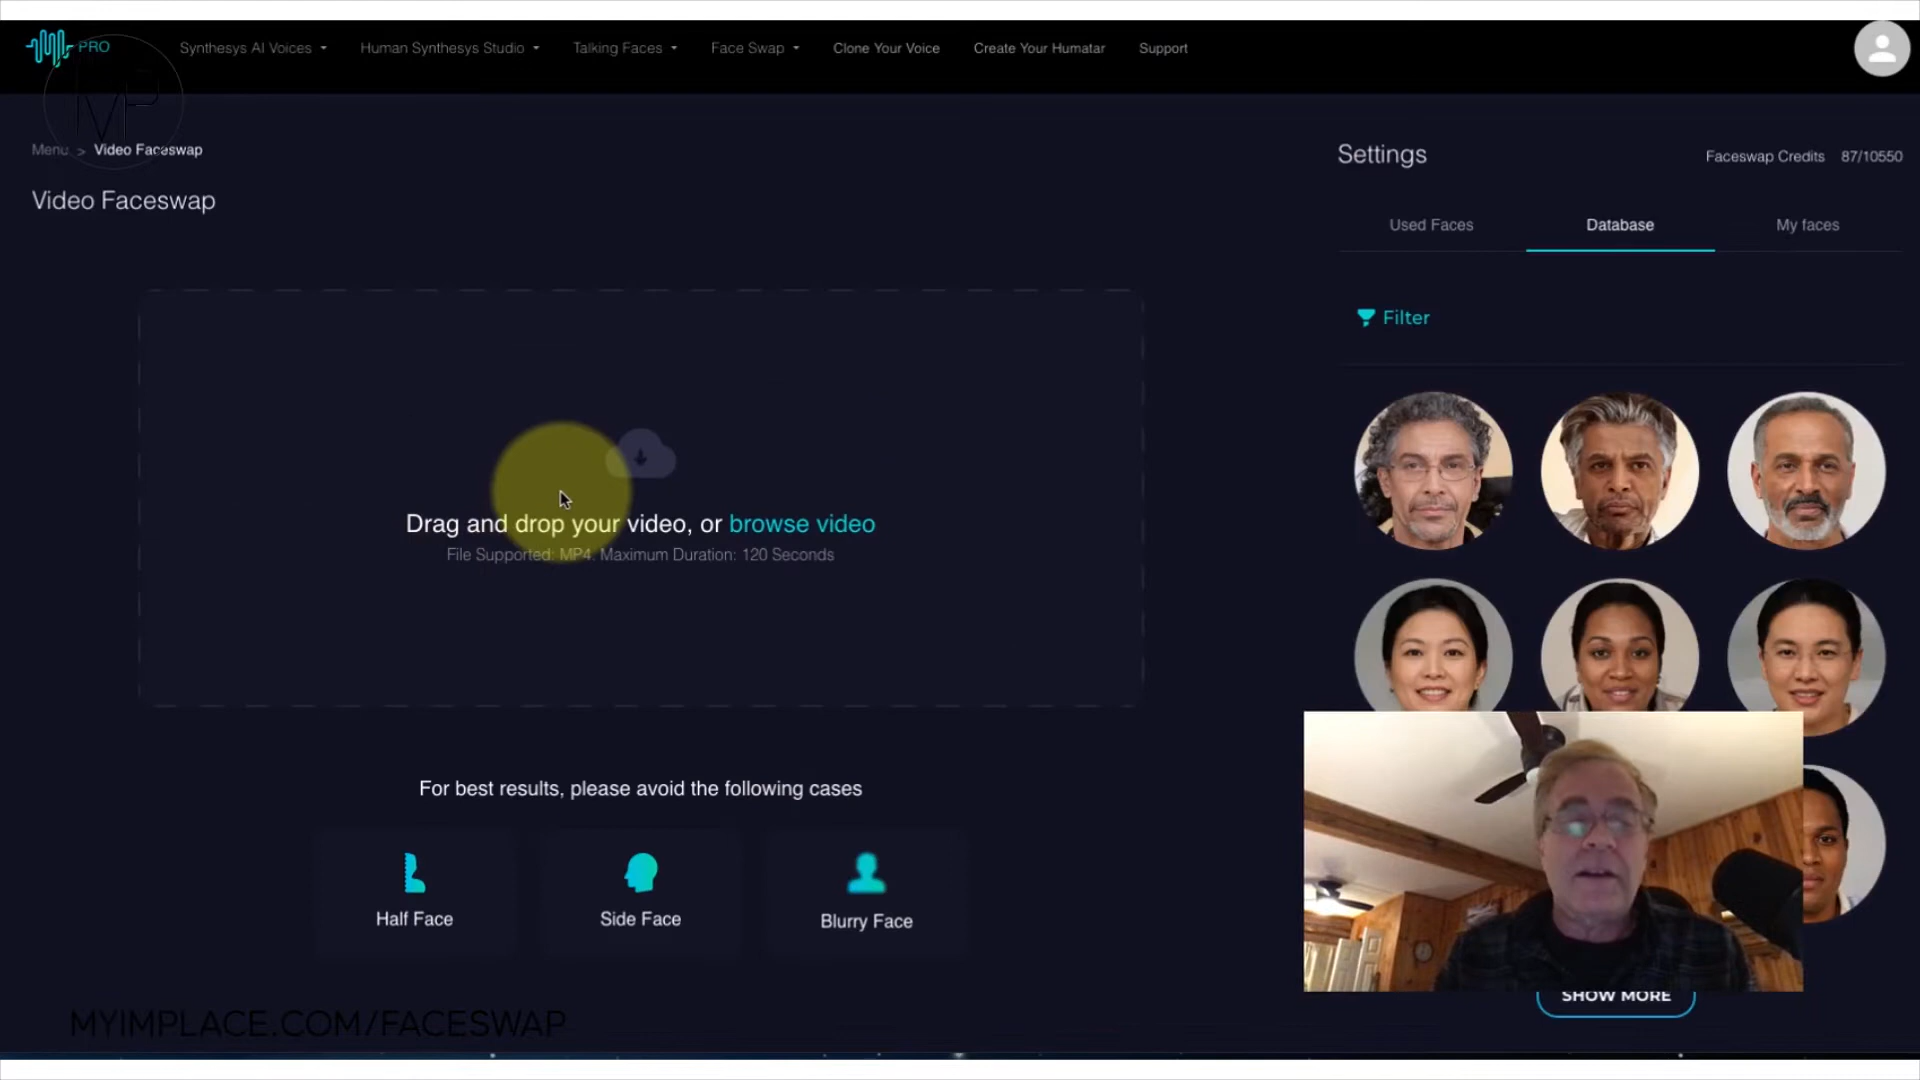 PRO
Synthesys AI Voices
Human Synthesys Studio
Talking Faces
Face Swap
Clone Your Voice
Create Your Humatar
Support
MP
Menu > Video Faceswap
Video Faceswap
Settings
Faceswap Credits 87/10550
Used Faces
Database
My faces
Filter
Drag and drop your video, or browse video
File Supported: MP4. Maximum Duration: 120 Seconds
For best results, please avoid the following cases
Half Face
Side Face
Blurry Face
SHOW MORE
MYIMPLACE.COM/FACESWAP